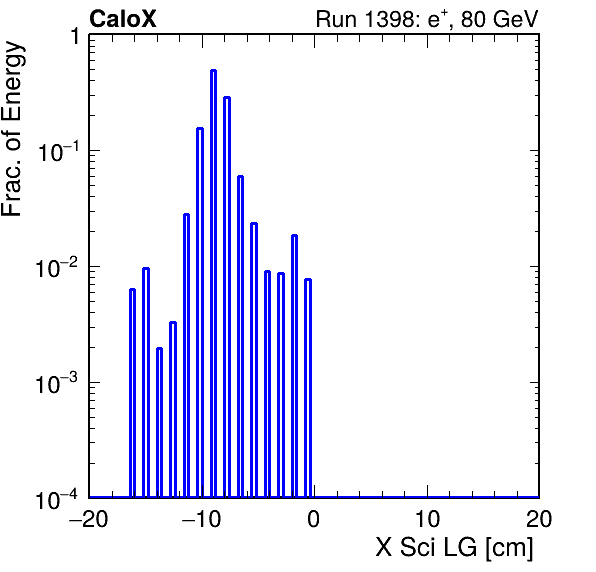 CaloX Run 1398: e⁺, 80 GeV
Frac. of Energy
1
10⁻¹
10⁻²
10⁻³
10⁻⁴
−20 −10 0 10 20
X Sci LG [cm]